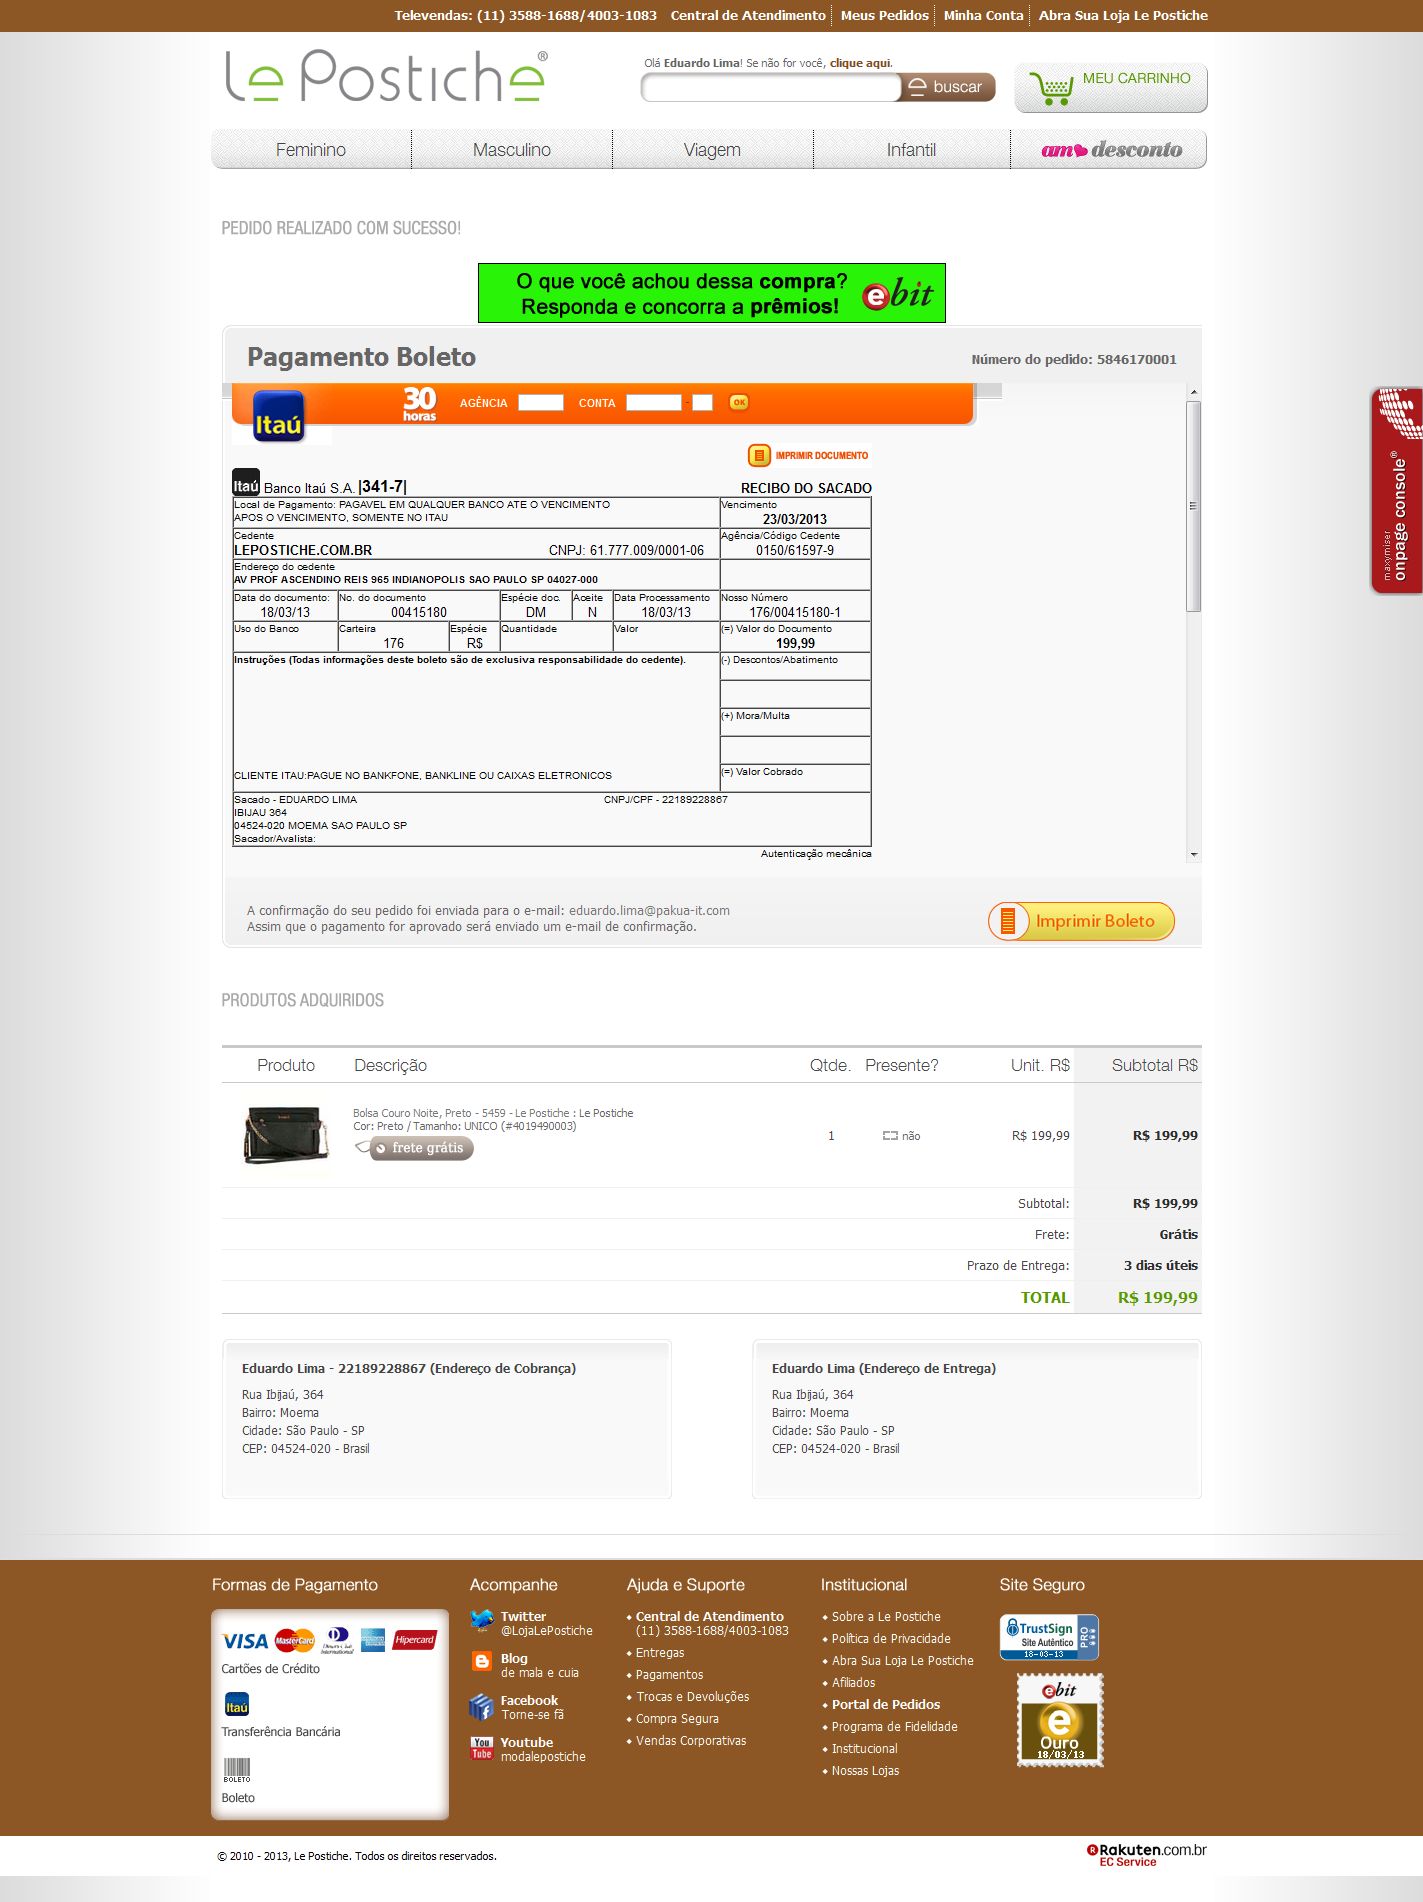 Televendas: (11) 3588-1688/4003-1083 Central de Atendimento Meus Pedidos Minha Conta Abra Sua Loja Le Postiche
Le Postiche®
Olá Eduardo Lima! Se não for você, clique aqui.
buscar
MEU CARRINHO
Feminino Masculino Viagem Infantil amo desconto
PEDIDO REALIZADO COM SUCESSO!
O que você achou dessa compra?
Responda e concorra a prêmios!
ebit
Pagamento Boleto
Número do pedido: 5846170001
Itaú
30 horas
AGÊNCIA CONTA - OK
IMPRIMIR DOCUMENTO
Itaú Banco Itaú S.A. |341-7| RECIBO DO SACADO
Local de Pagamento: PAGAVEL EM QUALQUER BANCO ATE O VENCIMENTO
APOS O VENCIMENTO, SOMENTE NO ITAU
Vencimento
23/03/2013
Cedente
LEPOSTICHE.COM.BR CNPJ: 61.777.009/0001-06
Agência/Código Cedente
0150/61597-9
Endereço do cedente
AV PROF ASCENDINO REIS 965 INDIANOPOLIS SAO PAULO SP 04027-000
Data do documento: No. do documento Espécie doc. Aceite Data Processamento Nosso Número
18/03/13 00415180 DM N 18/03/13 176/00415180-1
Uso do Banco Carteira Espécie Quantidade Valor (=) Valor do Documento
176 R$ 199,99
Instruções (Todas informações deste boleto são de exclusiva responsabilidade do cedente).
(-) Descontos/Abatimento
(+) Mora/Multa
CLIENTE ITAU:PAGUE NO BANKFONE, BANKLINE OU CAIXAS ELETRONICOS
(=) Valor Cobrado
Sacado - EDUARDO LIMA CNPJ/CPF - 22189228867
IBIJAU 364
04524-020 MOEMA SAO PAULO SP
Sacador/Avalista:
Autenticação mecânica
maxymiser
onpage console®
A confirmação do seu pedido foi enviada para o e-mail: eduardo.lima@pakua-it.com
Assim que o pagamento for aprovado será enviado um e-mail de confirmação.
Imprimir Boleto
PRODUTOS ADQUIRIDOS
Produto Descrição Qtde. Presente? Unit. R$ Subtotal R$
Bolsa Couro Noite, Preto - 5459 - Le Postiche : Le Postiche
Cor: Preto / Tamanho: UNICO (#4019490003)
frete grátis
1 não R$ 199,99 R$ 199,99
Subtotal: R$ 199,99
Frete: Grátis
Prazo de Entrega: 3 dias úteis
TOTAL R$ 199,99
Eduardo Lima - 22189228867 (Endereço de Cobrança)
Rua Ibijaú, 364
Bairro: Moema
Cidade: São Paulo - SP
CEP: 04524-020 - Brasil
Eduardo Lima (Endereço de Entrega)
Rua Ibijaú, 364
Bairro: Moema
Cidade: São Paulo - SP
CEP: 04524-020 - Brasil
Formas de Pagamento
VISA MasterCard Diners Club International AMERICAN EXPRESS Hipercard
Cartões de Crédito
Itaú
Transferência Bancária
BOLETO
Boleto
Acompanhe
Twitter
@LojaLePostiche
Blog
de mala e cuia
Facebook
Torne-se fã
You Tube
Youtube
modalepostiche
Ajuda e Suporte
Central de Atendimento
(11) 3588-1688/4003-1083
Entregas
Pagamentos
Trocas e Devoluções
Compra Segura
Vendas Corporativas
Institucional
Sobre a Le Postiche
Política de Privacidade
Abra Sua Loja Le Postiche
Afiliados
Portal de Pedidos
Programa de Fidelidade
Institucional
Nossas Lojas
Site Seguro
TrustSign
Site Autêntico
18-03-13
PRO
ebit
e
Ouro
18/03/13
© 2010 - 2013, Le Postiche. Todos os direitos reservados.
Rakuten.com.br
EC Service